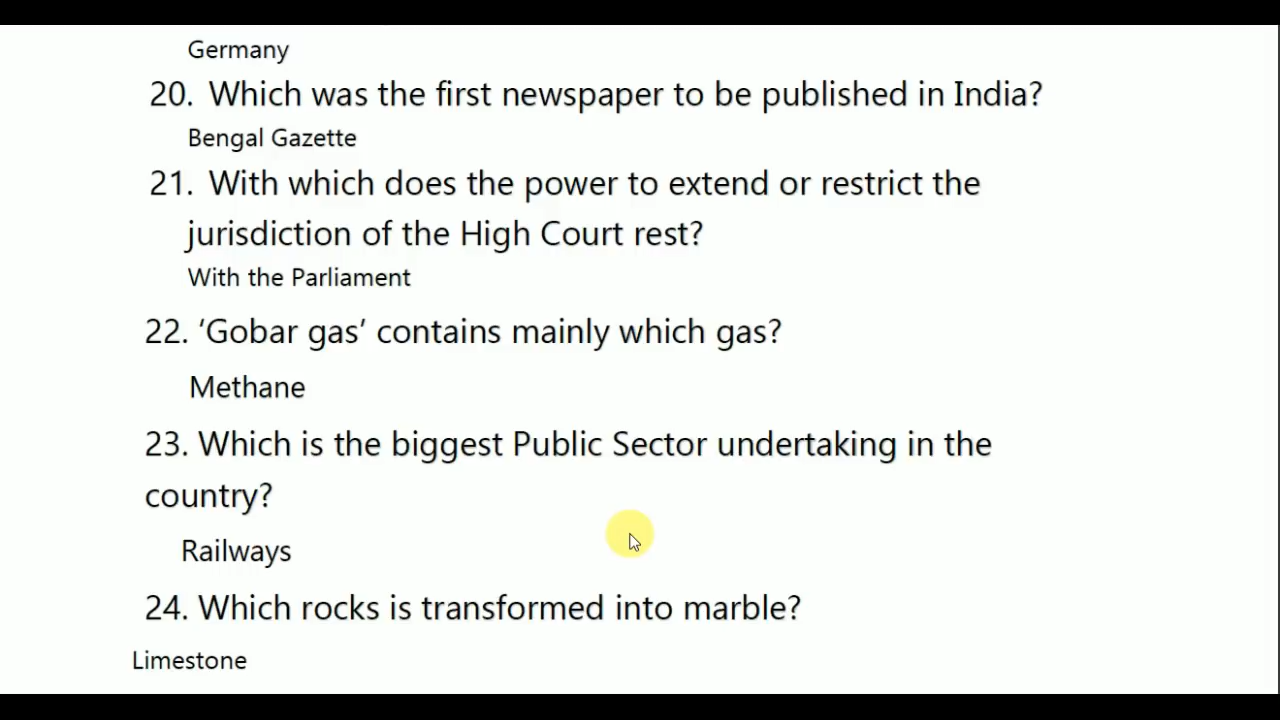 Germany
20. Which was the first newspaper to be published in India?
Bengal Gazette
21. With which does the power to extend or restrict the
jurisdiction of the High Court rest?
With the Parliament
22. ‘Gobar gas’ contains mainly which gas?
Methane
23. Which is the biggest Public Sector undertaking in the
country?
Railways
24. Which rocks is transformed into marble?
Limestone